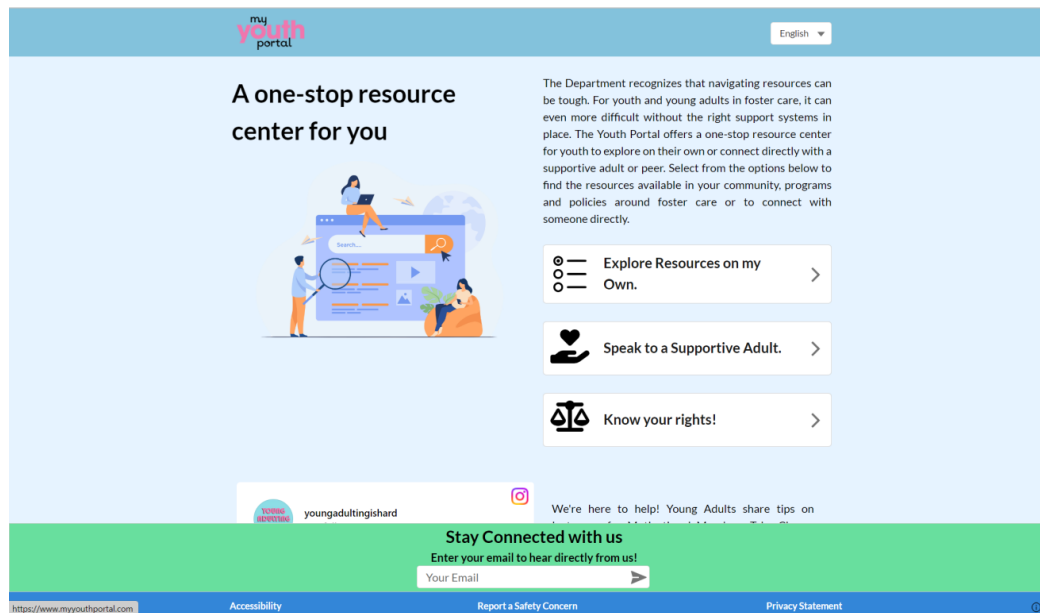 my
youth
portal
English
A one-stop resource
center for you
The Department recognizes that navigating resources can
be tough. For youth and young adults in foster care, it can
even more difficult without the right support systems in
place. The Youth Portal offers a one-stop resource center
for youth to explore on their own or connect directly with a
supportive adult or peer. Select from the options below to
find the resources available in your community, programs
and policies around foster care or to connect with
someone directly.
Search...
Explore Resources on my
Own.
Speak to a Supportive Adult.
Know your rights!
YOUNG
youngadultingishard
We're here to help! Young Adults share tips on
Stay Connected with us
Enter your email to hear directly from us!
Your Email
https://www.myyouthportal.com
Accessibility
Report a Safety Concern
Privacy Statement